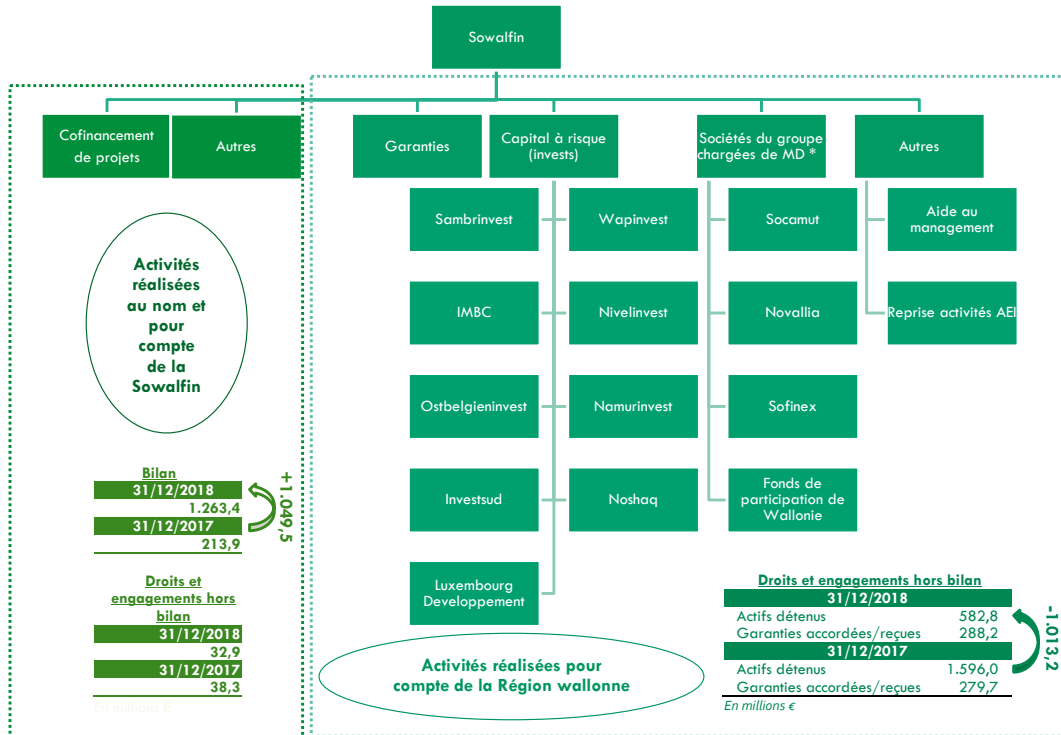 Sowalfin
Cofinancement
de projets
Autres
Garanties
Capital à risque
(invests)
Sociétés du groupe
chargées de MD *
Autres
Sambrinvest
Wapinvest
Socamut
Aide au
management
IMBC
Nivelinvest
Novallia
Reprise activités AEI
Ostbelgieninvest
Namurinvest
Sofinex
Investsud
Noshaq
Fonds de
participation de
Wallonie
Luxembourg
Developpement
Activités
réalisées
au nom et
pour
compte
de la
Sowalfin
Bilan
31/12/2018
1.263,4
31/12/2017
213,9
+1.049,5
Droits et
engagements hors
bilan
31/12/2018
32,9
31/12/2017
38,3
En millions €
Activités réalisées pour
compte de la Région wallonne
Droits et engagements hors bilan
31/12/2018
Actifs détenus 582,8
Garanties accordées/reçues 288,2
31/12/2017
Actifs détenus 1.596,0
Garanties accordées/reçues 279,7
En millions €
-1.013,2